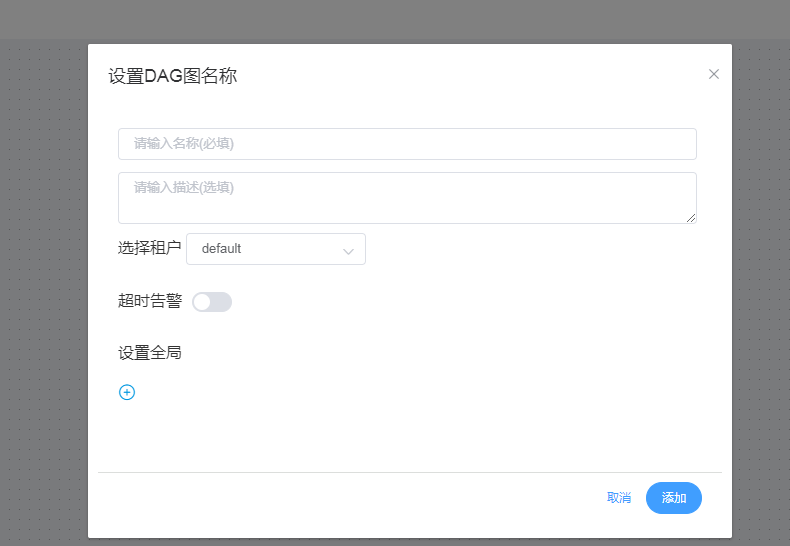 设置DAG图名称
请输入名称(必填)
请输入描述(选填)
选择租户 default
超时告警
设置全局
取消 添加